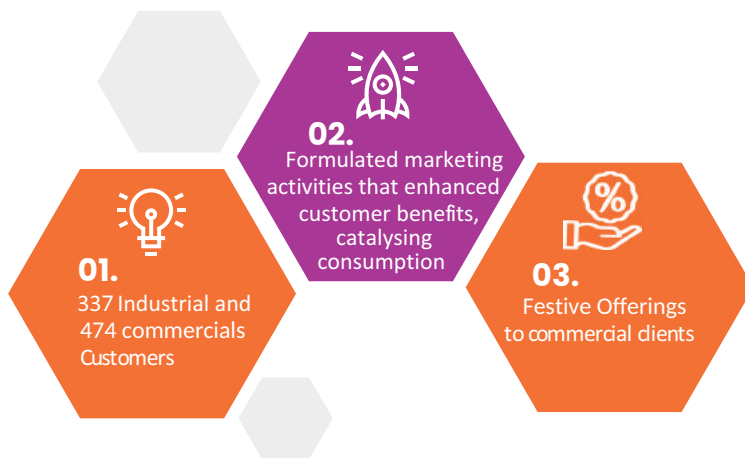 01.
337 Industrial and
474 commercials
Customers
02.
Formulated marketing
activities that enhanced
customer benefits,
catalysing
consumption
%
03.
Festive Offerings
to commercial clients